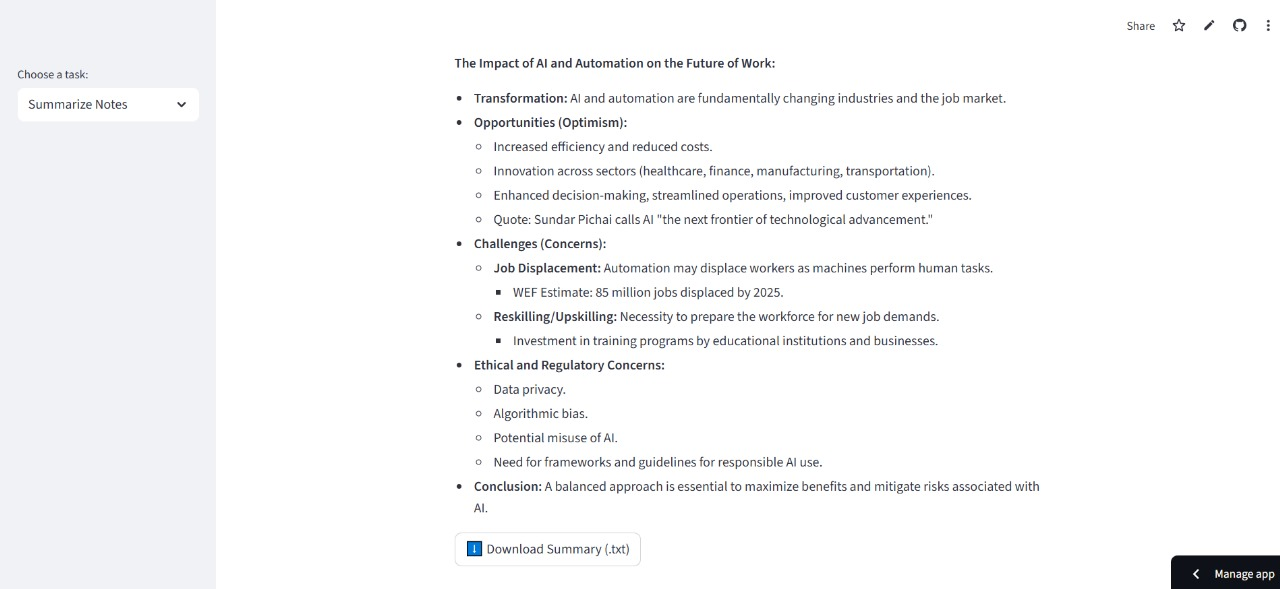 Share
Choose a task:
Summarize Notes
The Impact of AI and Automation on the Future of Work:
Transformation: AI and automation are fundamentally changing industries and the job market.
Opportunities (Optimism):
Increased efficiency and reduced costs.
Innovation across sectors (healthcare, finance, manufacturing, transportation).
Enhanced decision-making, streamlined operations, improved customer experiences.
Quote: Sundar Pichai calls AI "the next frontier of technological advancement."
Challenges (Concerns):
Job Displacement: Automation may displace workers as machines perform human tasks.
WEF Estimate: 85 million jobs displaced by 2025.
Reskilling/Upskilling: Necessity to prepare the workforce for new job demands.
Investment in training programs by educational institutions and businesses.
Ethical and Regulatory Concerns:
Data privacy.
Algorithmic bias.
Potential misuse of AI.
Need for frameworks and guidelines for responsible AI use.
Conclusion: A balanced approach is essential to maximize benefits and mitigate risks associated with
AI.
Download Summary (.txt)
Manage app